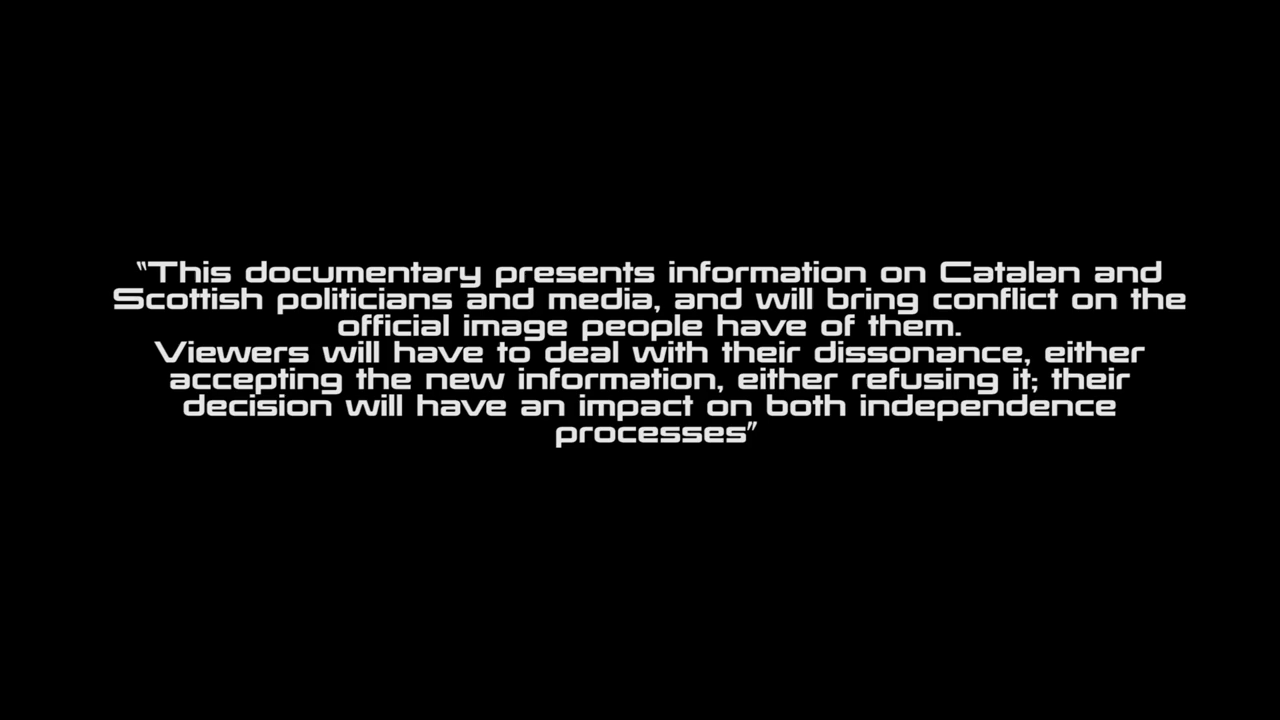 “This documentary presents information on Catalan and
Scottish politicians and media, and will bring conflict on the
official image people have of them.
Viewers will have to deal with their dissonance, either
accepting the new information, either refusing it; their
decision will have an impact on both independence
processes”